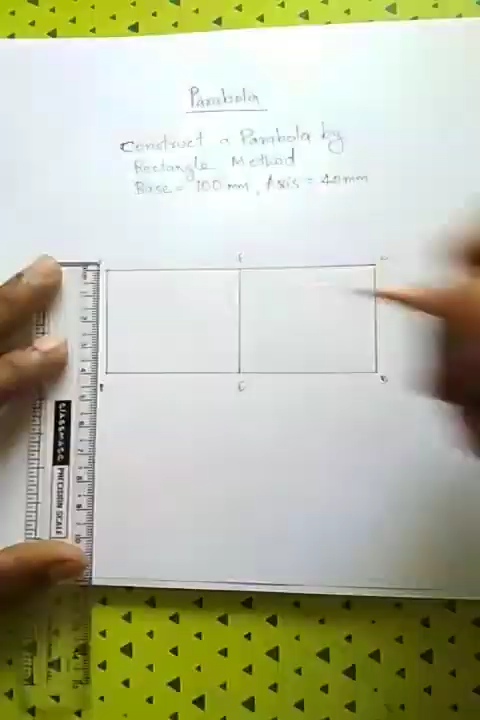 Parabola
Construct a Parabola by
Rectangle Method
Base = 100 mm, Axis = 40 mm
CLASSMATE PRECISION SCALE